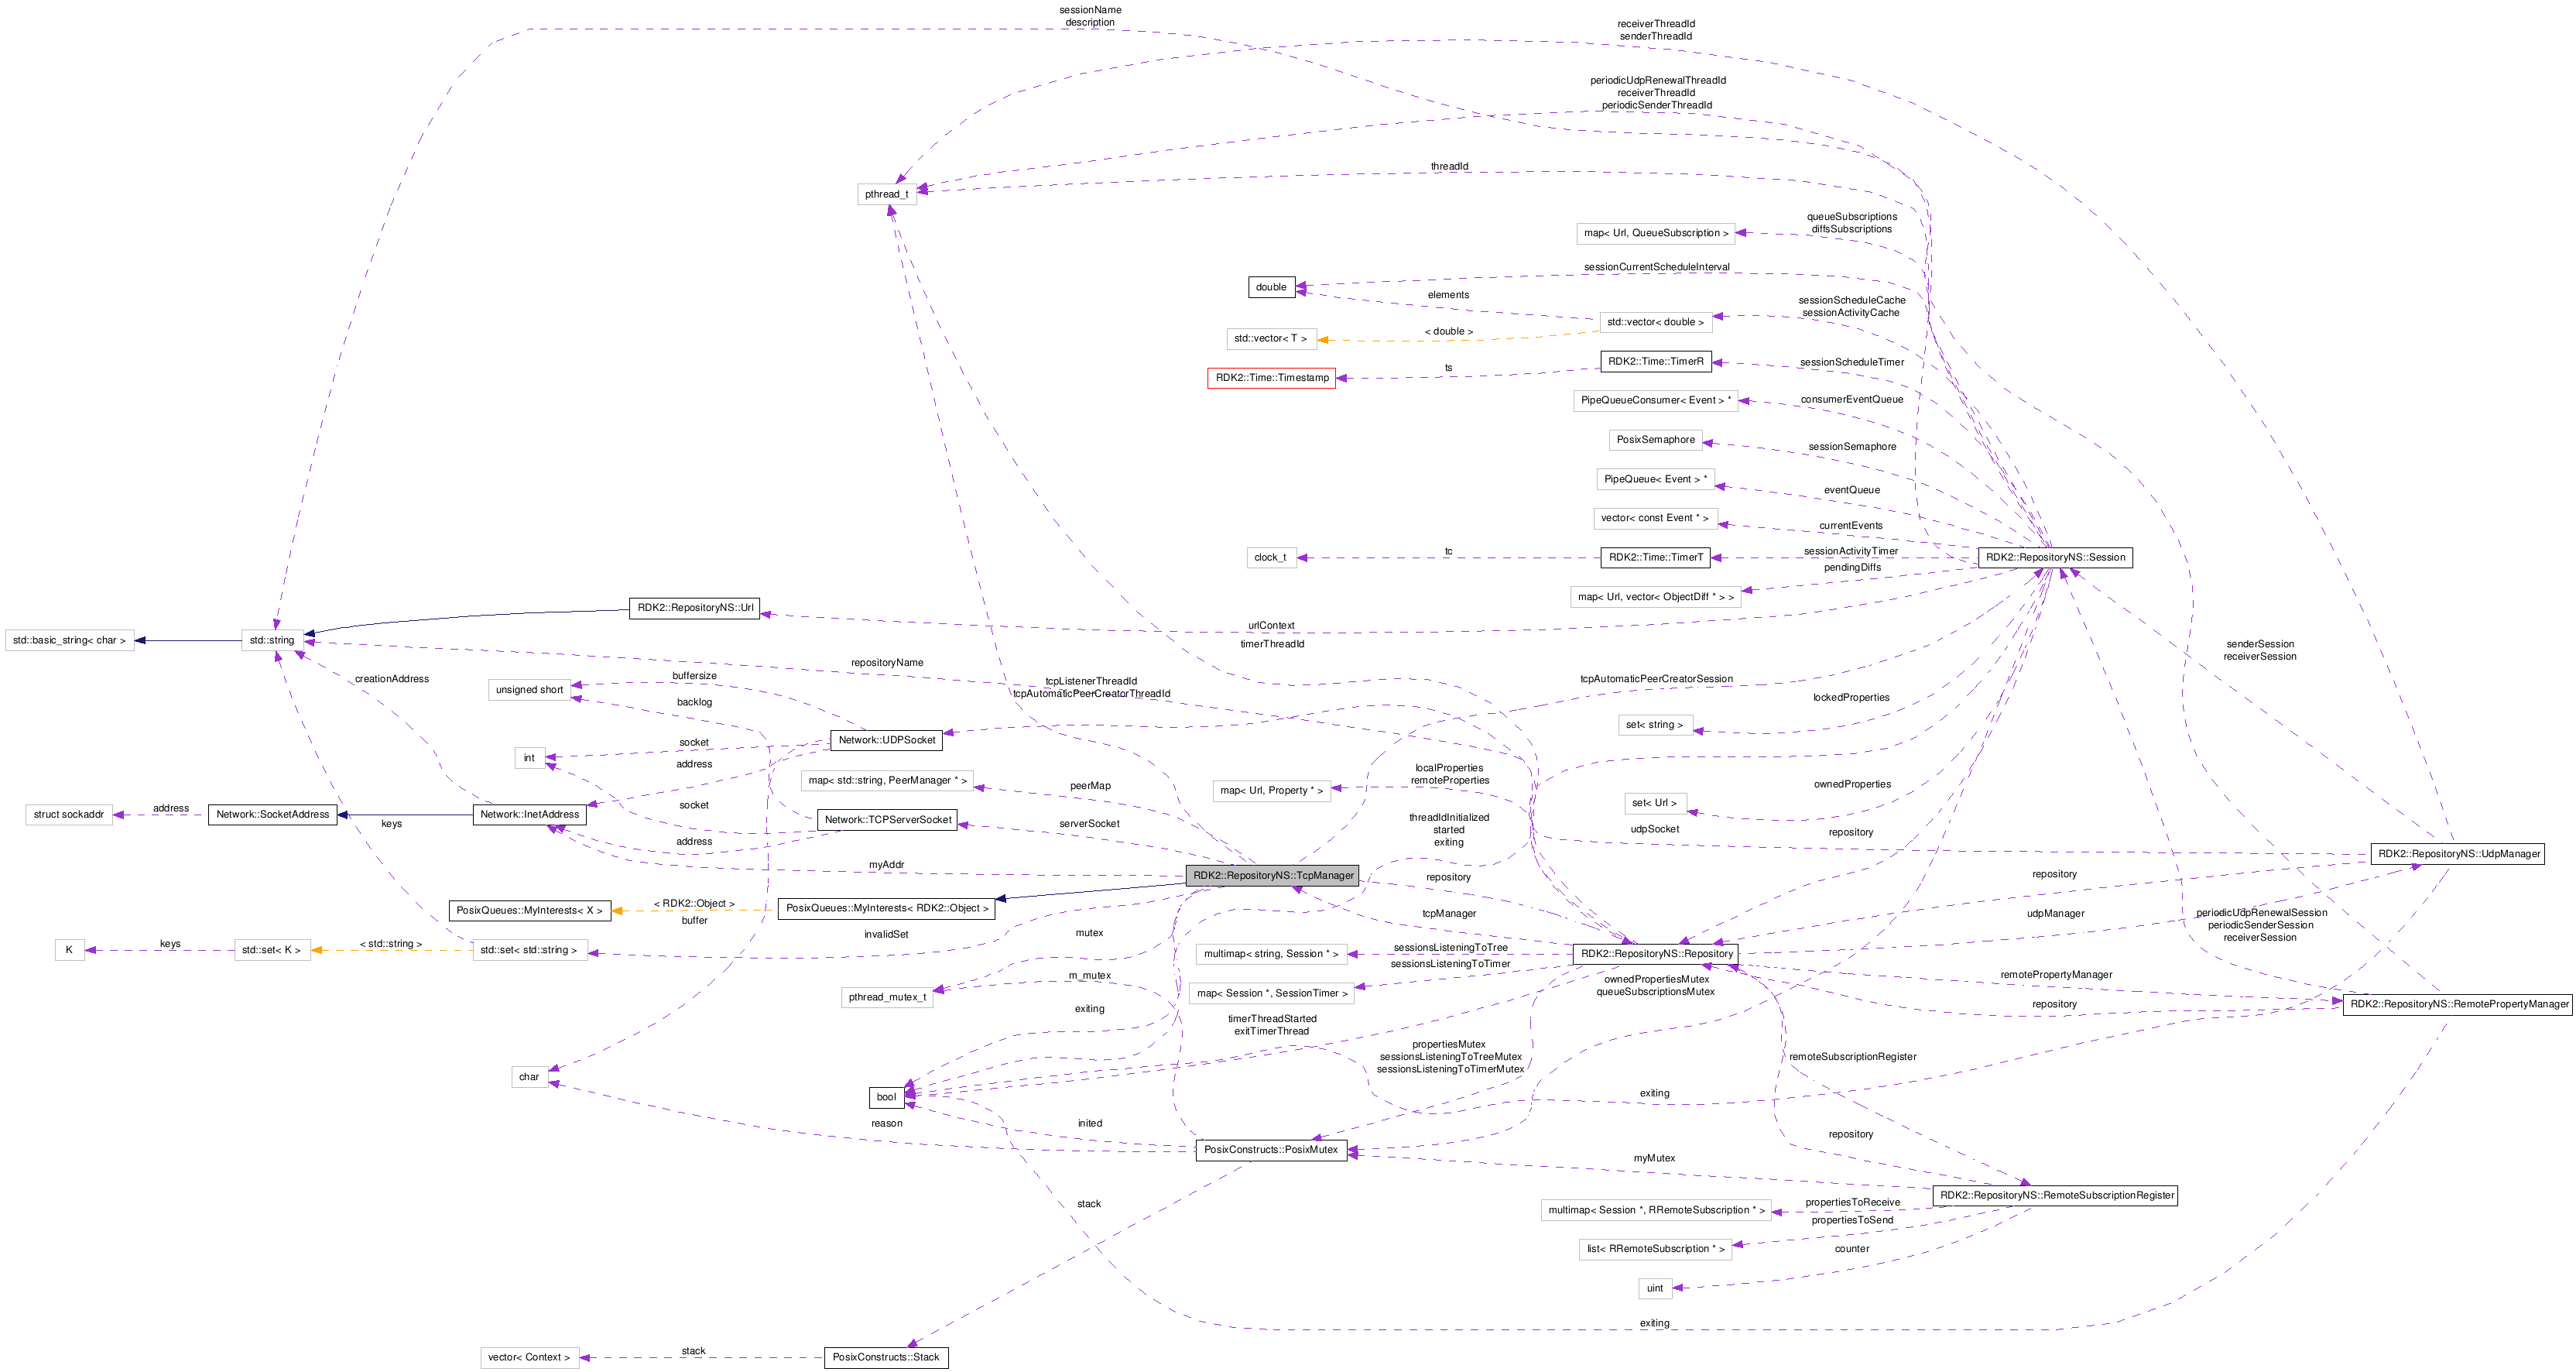 sessionName
description
receiverThreadId
senderThreadId
periodicUdpRenewalThreadId
receiverThreadId
periodicSenderThreadId
threadId
pthread_t
queueSubscriptions
diffsSubscriptions
map< Url, QueueSubscription >
sessionCurrentScheduleInterval
double
elements
sessionScheduleCache
sessionActivityCache
std::vector< double >
< double >
std::vector< T >
RDK2::Time::TimerR
sessionScheduleTimer
ts
RDK2::Time::Timestamp
PipeQueueConsumer< Event > *
consumerEventQueue
PosixSemaphore
sessionSemaphore
PipeQueue< Event > *
eventQueue
vector< const Event * >
currentEvents
clock_t
tc
RDK2::Time::TimerT
sessionActivityTimer
RDK2::RepositoryNS::Session
pendingDiffs
map< Url, vector< ObjectDiff * > >
RDK2::RepositoryNS::Url
urlContext
std::basic_string< char >
std::string
timerThreadId
senderSession
receiverSession
repositoryName
creationAddress
buffersize
tcpListenerThreadId
tcpAutomaticPeerCreatorThreadId
tcpAutomaticPeerCreatorSession
unsigned short
backlog
lockedProperties
set< string >
Network::UDPSocket
socket
int
address
map< std::string, PeerManager * >
peerMap
localProperties
remoteProperties
map< Url, Property * >
ownedProperties
set< Url >
struct sockaddr
address
Network::SocketAddress
keys
Network::InetAddress
socket
Network::TCPServerSocket
serverSocket
threadIdInitialized
started
exiting
udpSocket
repository
address
myAddr
RDK2::RepositoryNS::UdpManager
RDK2::RepositoryNS::TcpManager
repository
repository
PosixQueues::MyInterests< X >
< RDK2::Object >
PosixQueues::MyInterests< RDK2::Object >
buffer
tcpManager
udpManager
periodicUdpRenewalSession
periodicSenderSession
receiverSession
invalidSet
mutex
K
keys
std::set< K >
< std::string >
std::set< std::string >
multimap< string, Session * >
sessionsListeningToTree
RDK2::RepositoryNS::Repository
sessionsListeningToTimer
remotePropertyManager
m_mutex
ownedPropertiesMutex
queueSubscriptionsMutex
pthread_mutex_t
map< Session *, SessionTimer >
repository
RDK2::RepositoryNS::RemotePropertyManager
exiting
timerThreadStarted
exitTimerThread
propertiesMutex
sessionsListeningToTreeMutex
sessionsListeningToTimerMutex
remoteSubscriptionRegister
char
bool
exiting
reason
inited
repository
PosixConstructs::PosixMutex
myMutex
RDK2::RepositoryNS::RemoteSubscriptionRegister
stack
multimap< Session *, RRemoteSubscription * >
propertiesToReceive
propertiesToSend
list< RRemoteSubscription * >
counter
uint
exiting
vector< Context >
stack
PosixConstructs::Stack